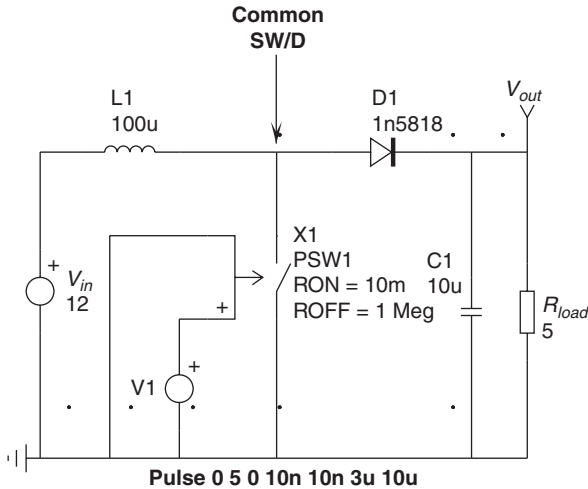 Common
SW/D
L1
100u
D1
1n5818
Vout
+
Vin
12
X1
PSW1
RON = 10m
ROFF = 1 Meg
+
C1
10u
Rload
5
V1
+
Pulse 0 5 0 10n 10n 3u 10u